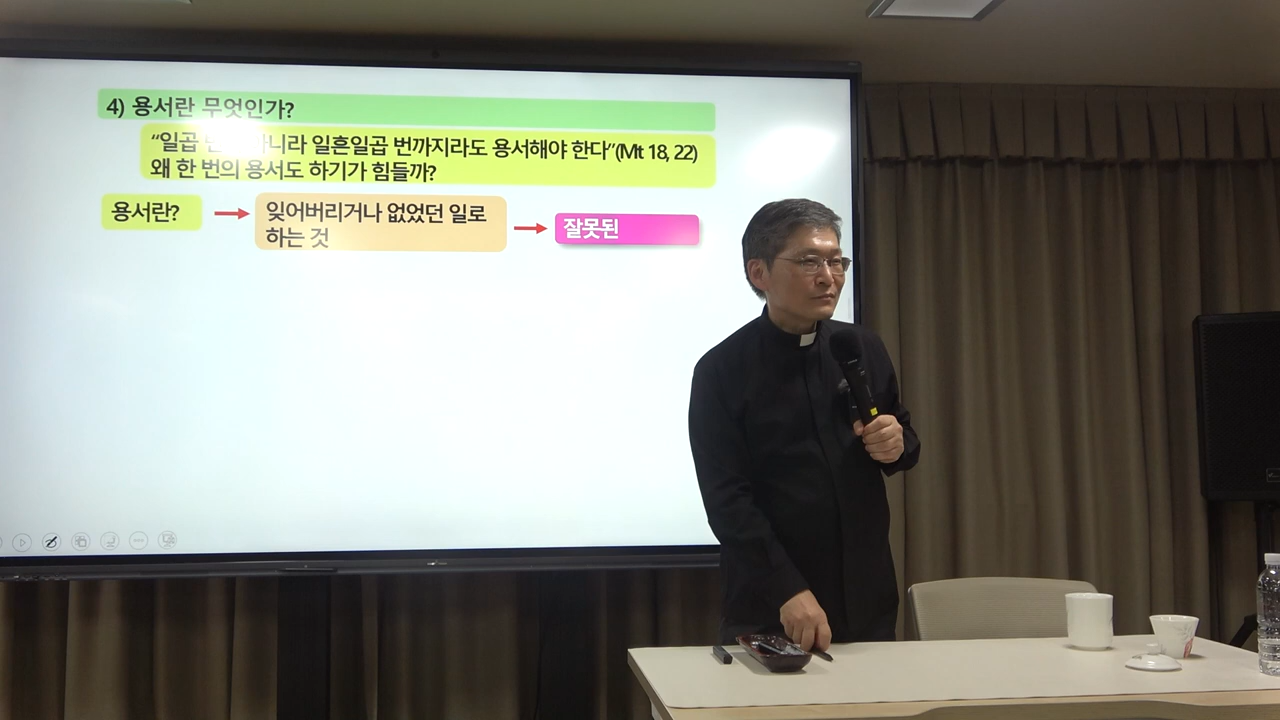 4) 용서란 무엇인가?
“일곱 아니라 일흔일곱 번까지라도 용서해야 한다”(Mt 18, 22)
왜 한 번의 용서도 하기가 힘들까?
용서란?
잊어버리거나 없었던 일로
하는 것
잘못된